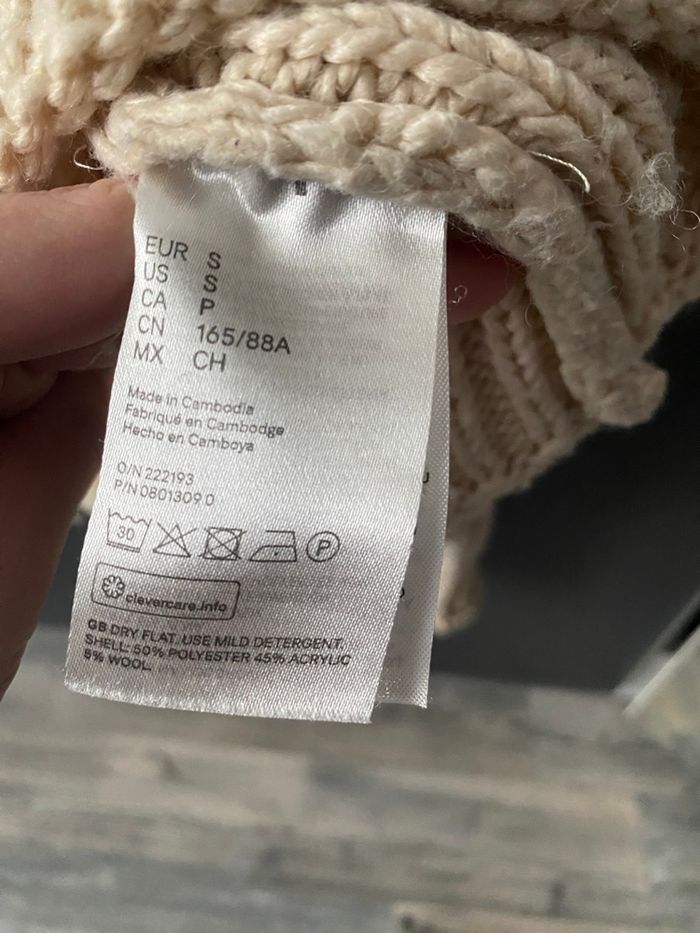 EUR S
US S
CA P
CN 165/88A
MX CH
Made in Cambodia
Fabriqué en Cambodge
Hecho en Camboya
O/N 222193
P/N 0801309 0
30
P
clevercare.info
GB DRY FLAT. USE MILD DETERGENT.
SHELL: 50% POLYESTER 45% ACRYLIC
5% WOOL.